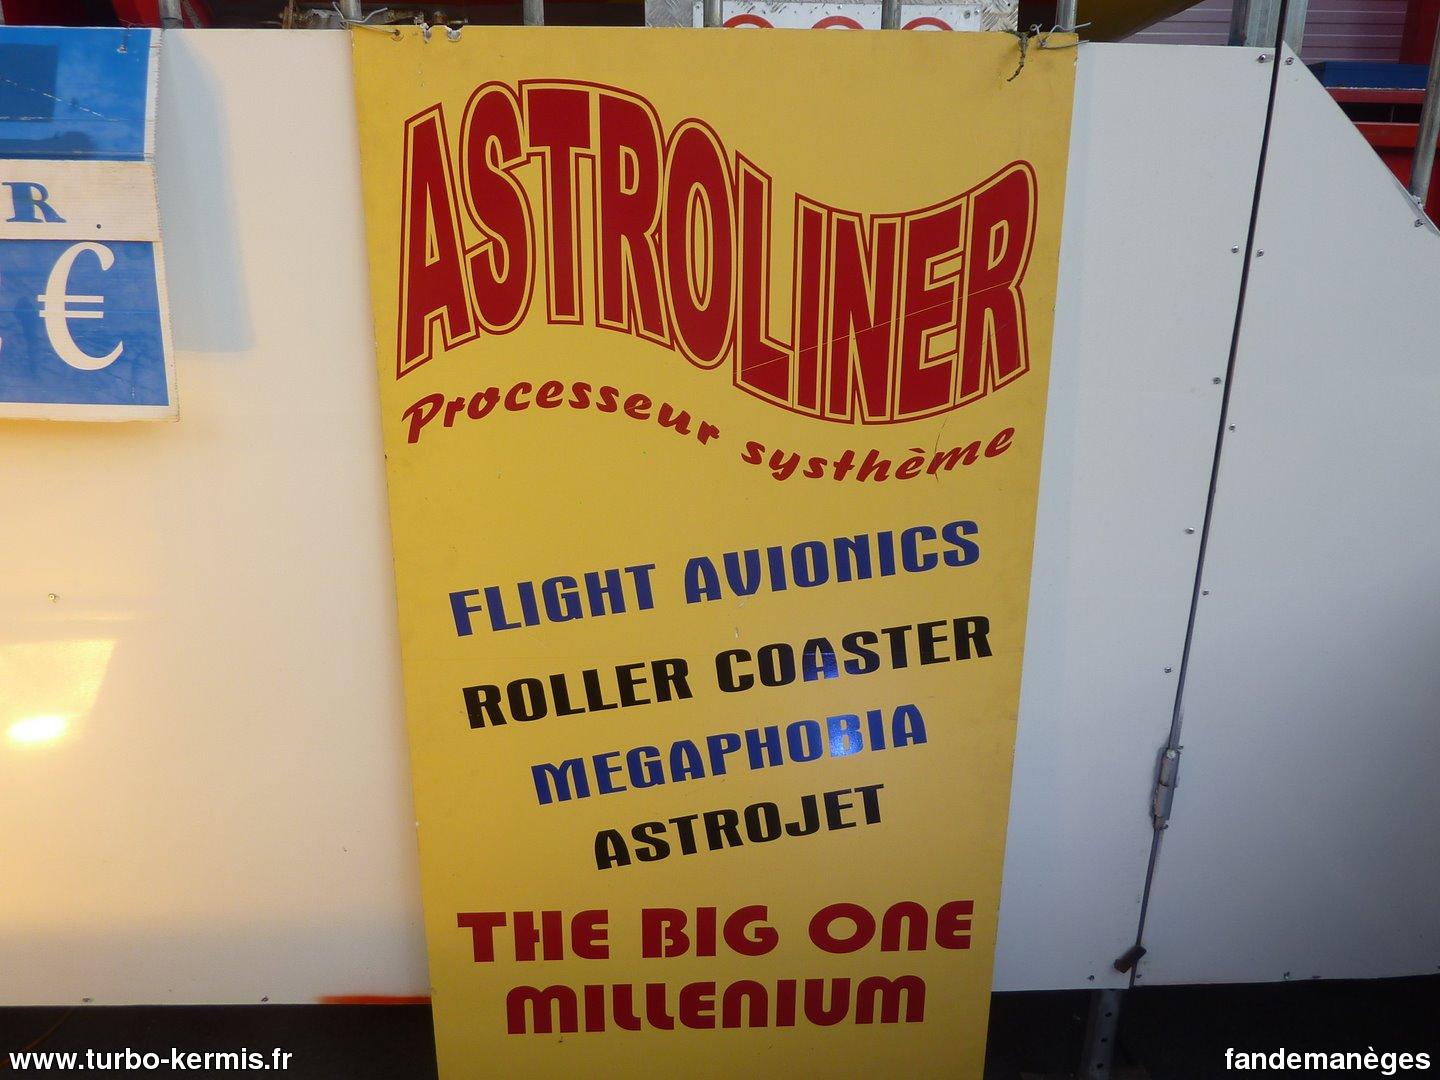 R
€
ASTROLINER
Processeur systhème
FLIGHT AVIONICS
ROLLER COASTER
MEGAPHOBIA
ASTROJET
THE BIG ONE
MILLENIUM
www.turbo-kermis.fr
fandemanèges